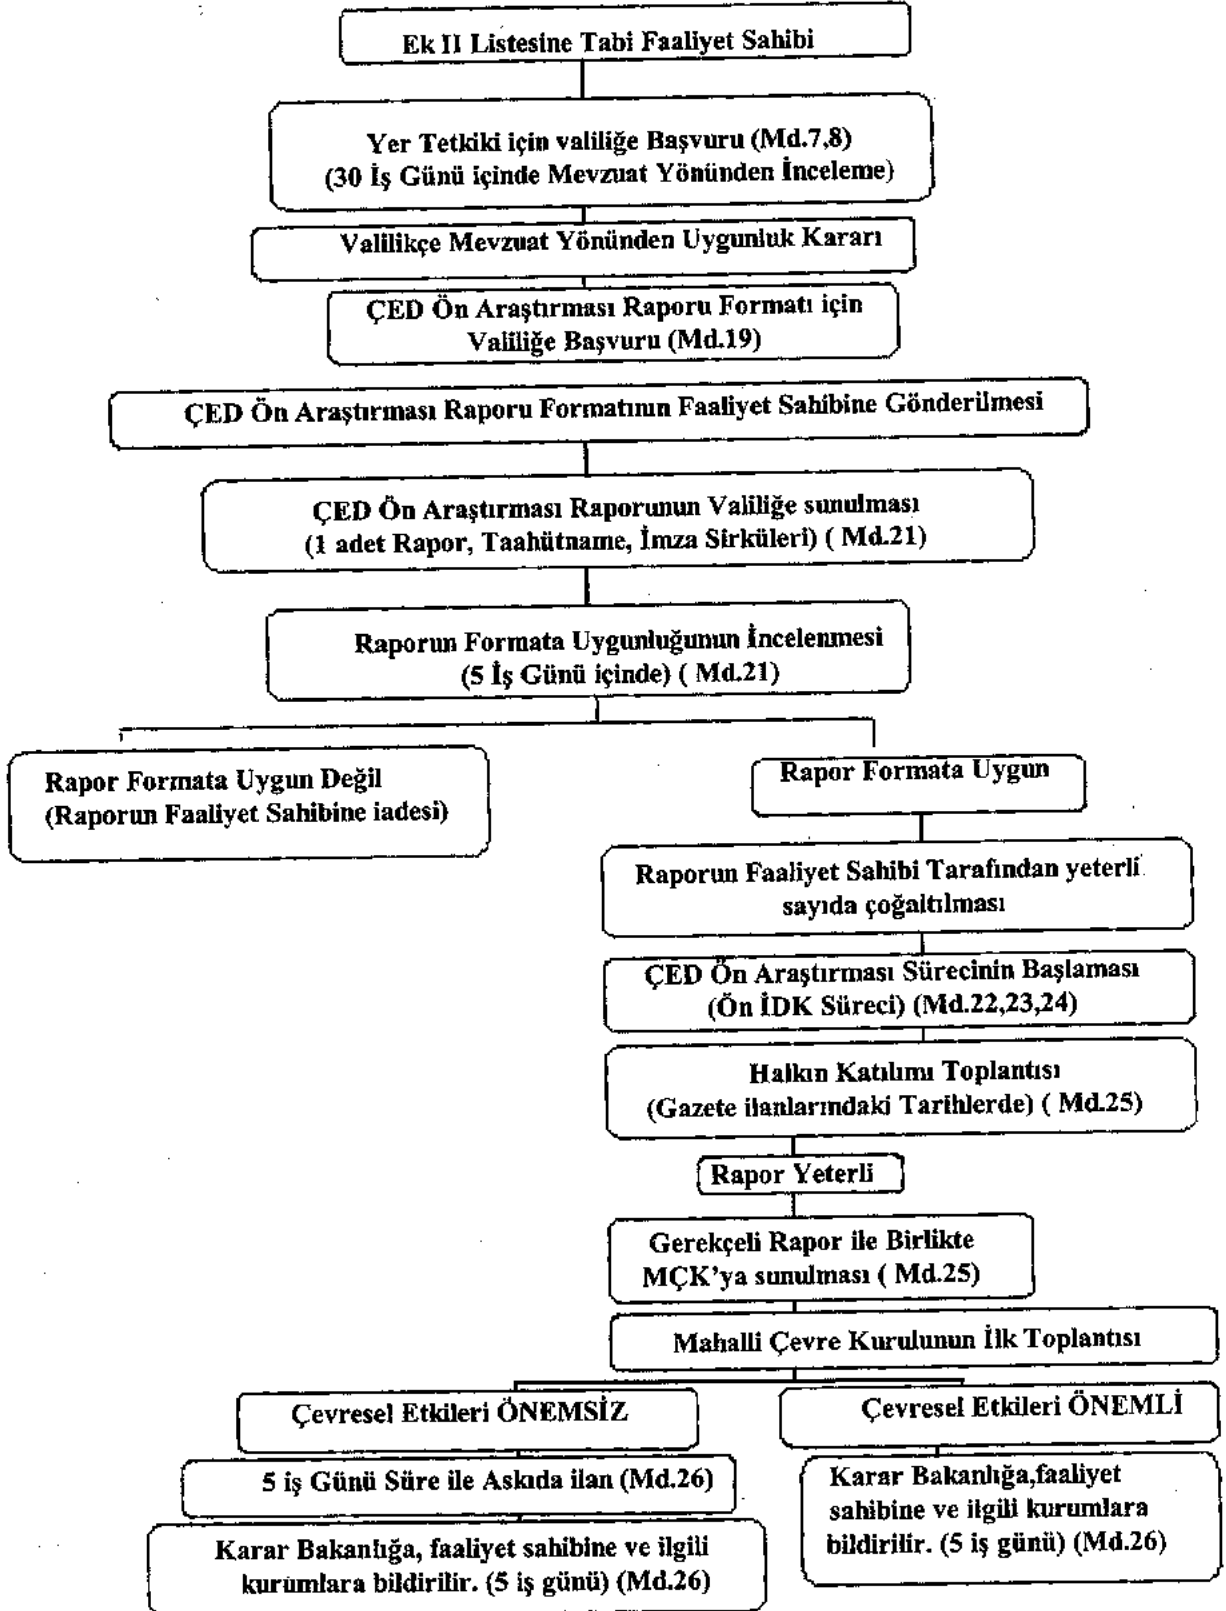 Ek II Listesine Tabi Faaliyet Sahibi
Yer Tetkiki için valiliğe Başvuru (Md.7,8)
(30 İş Günü içinde Mevzuat Yönünden İnceleme)
Valilikçe Mevzuat Yönünden Uygunluk Kararı
ÇED Ön Araştırması Raporu Formatı için
Valiliğe Başvuru (Md.19)
ÇED Ön Araştırması Raporu Formatının Faaliyet Sahibine Gönderilmesi
ÇED Ön Araştırması Raporunun Valiliğe sunulması
(1 adet Rapor, Taahütname, İmza Sirküleri) ( Md.21)
Raporun Formata Uygunluğunun İncelenmesi
(5 İş Günü içinde) ( Md.21)
Rapor Formata Uygun Değil
(Raporun Faaliyet Sahibine iadesi)
Rapor Formata Uygun
Raporun Faaliyet Sahibi Tarafından yeterli
sayıda çoğaltılması
ÇED Ön Araştırması Sürecinin Başlaması
(Ön İDK Süreci) (Md.22,23,24)
Halkın Katılımı Toplantısı
(Gazete ilanlarındaki Tarihlerde) ( Md.25)
Rapor Yeterli
Gerekçeli Rapor ile Birlikte
MÇK'ya sunulması ( Md.25)
Mahalli Çevre Kurulunun İlk Toplantısı
Çevresel Etkileri ÖNEMSİZ
5 iş Günü Süre ile Askıda ilan (Md.26)
Karar Bakanlığa, faaliyet sahibine ve ilgili
kurumlara bildirilir. (5 iş günü) (Md.26)
Çevresel Etkileri ÖNEMLİ
Karar Bakanlığa,faaliyet
sahibine ve ilgili kurumlara
bildirilir. (5 iş günü) (Md.26)